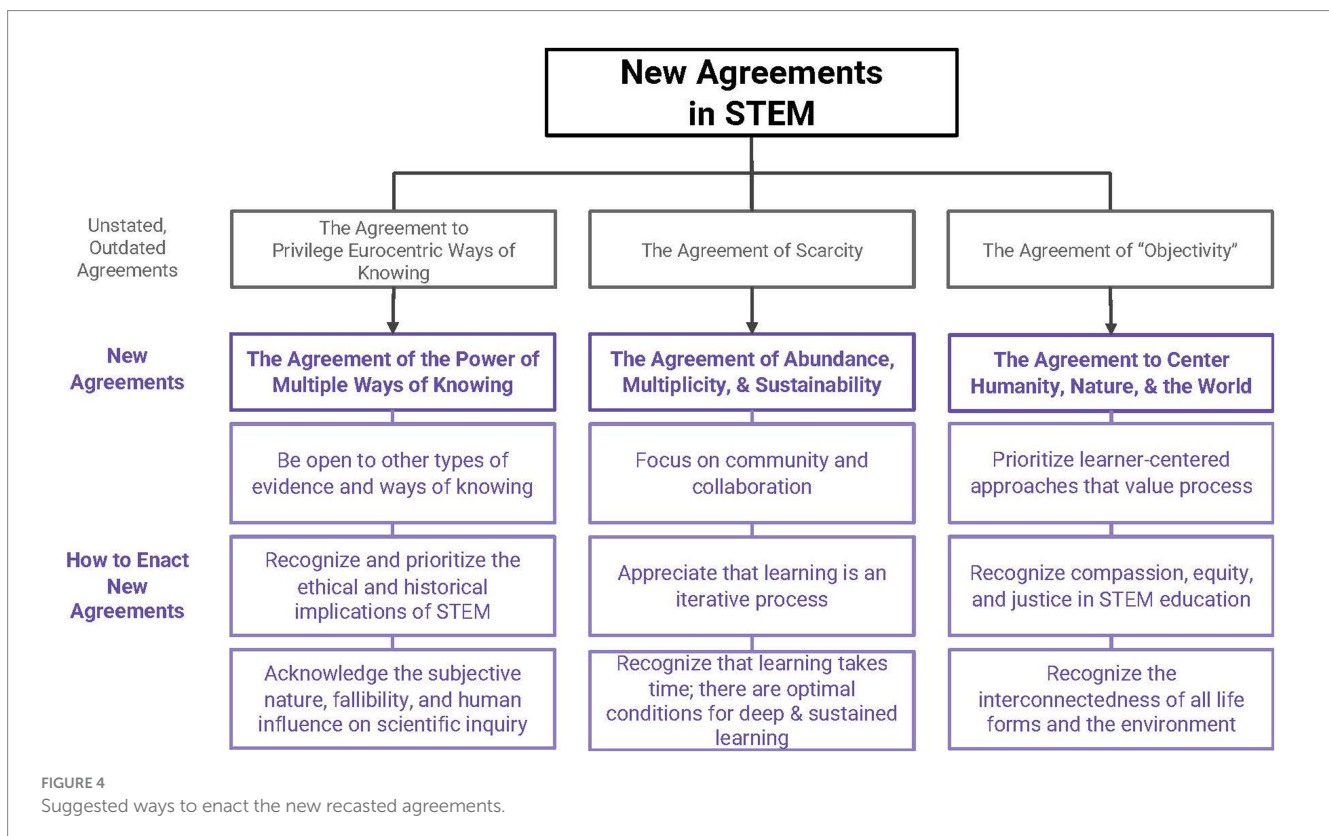 New Agreements
in STEM
Unstated,
Outdated
Agreements
The Agreement to
Privilege Eurocentric Ways of
Knowing
The Agreement of Scarcity
The Agreement of “Objectivity”
New
Agreements
The Agreement of the Power of
Multiple Ways of Knowing
The Agreement of Abundance,
Multiplicity, & Sustainability
The Agreement to Center
Humanity, Nature, & the World
Be open to other types of
evidence and ways of knowing
Focus on community and
collaboration
Prioritize learner-centered
approaches that value process
How to Enact
New
Agreements
Recognize and prioritize the
ethical and historical
implications of STEM
Appreciate that learning is an
iterative process
Recognize compassion, equity,
and justice in STEM education
Acknowledge the subjective
nature, fallibility, and human
influence on scientific inquiry
Recognize that learning takes
time; there are optimal
conditions for deep & sustained
learning
Recognize the
interconnectedness of all life
forms and the environment
FIGURE 4
Suggested ways to enact the new recasted agreements.